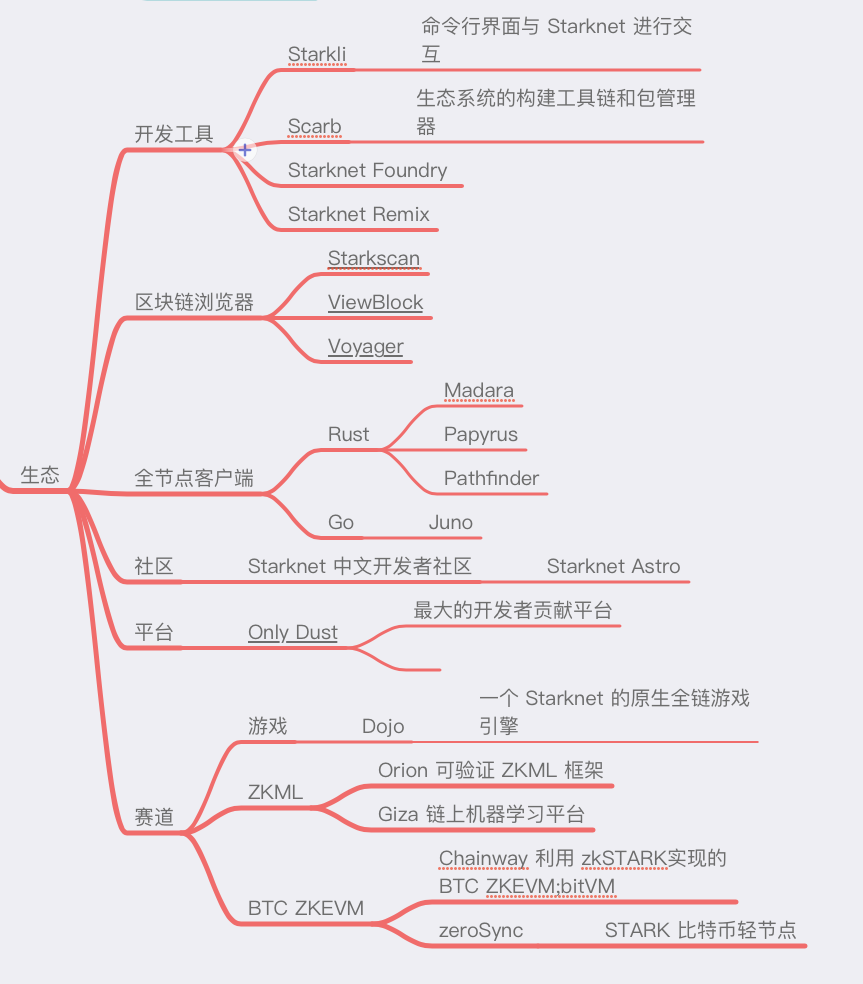 命令行界面与 Starknet 进行交
互
Starkli
生态系统的构建工具链和包管理
器
Scarb
开发工具
Starknet Foundry
Starknet Remix
Starkscan
区块链浏览器
ViewBlock
Voyager
Madara
Rust
Papyrus
Pathfinder
生态
全节点客户端
Go
Juno
社区
Starknet 中文开发者社区
Starknet Astro
平台
Only Dust
最大的开发者贡献平台
一个 Starknet 的原生全链游戏
引擎
游戏
Dojo
Orion 可验证 ZKML 框架
ZKML
Giza 链上机器学习平台
赛道
Chainway 利用 zkSTARK实现的
BTC ZKEVM;bitVM
BTC ZKEVM
zeroSync
STARK 比特币轻节点